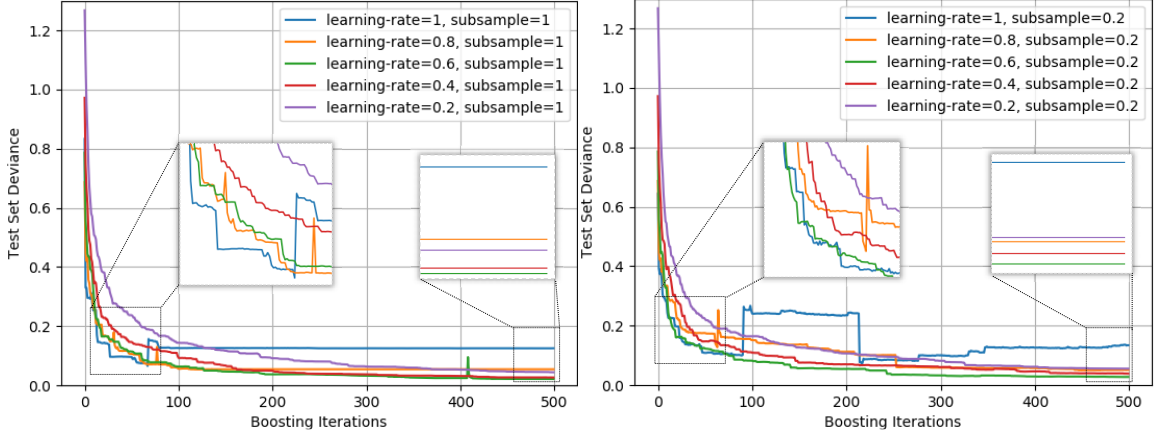 Test Set Deviance
1.2
1.0
0.8
0.6
0.4
0.2
0.0
learning-rate=1, subsample=1
learning-rate=0.8, subsample=1
learning-rate=0.6, subsample=1
learning-rate=0.4, subsample=1
learning-rate=0.2, subsample=1
0 100 200 300 400 500
Boosting Iterations
Test Set Deviance
1.2
1.0
0.8
0.6
0.4
0.2
0.0
learning-rate=1, subsample=0.2
learning-rate=0.8, subsample=0.2
learning-rate=0.6, subsample=0.2
learning-rate=0.4, subsample=0.2
learning-rate=0.2, subsample=0.2
0 100 200 300 400 500
Boosting Iterations